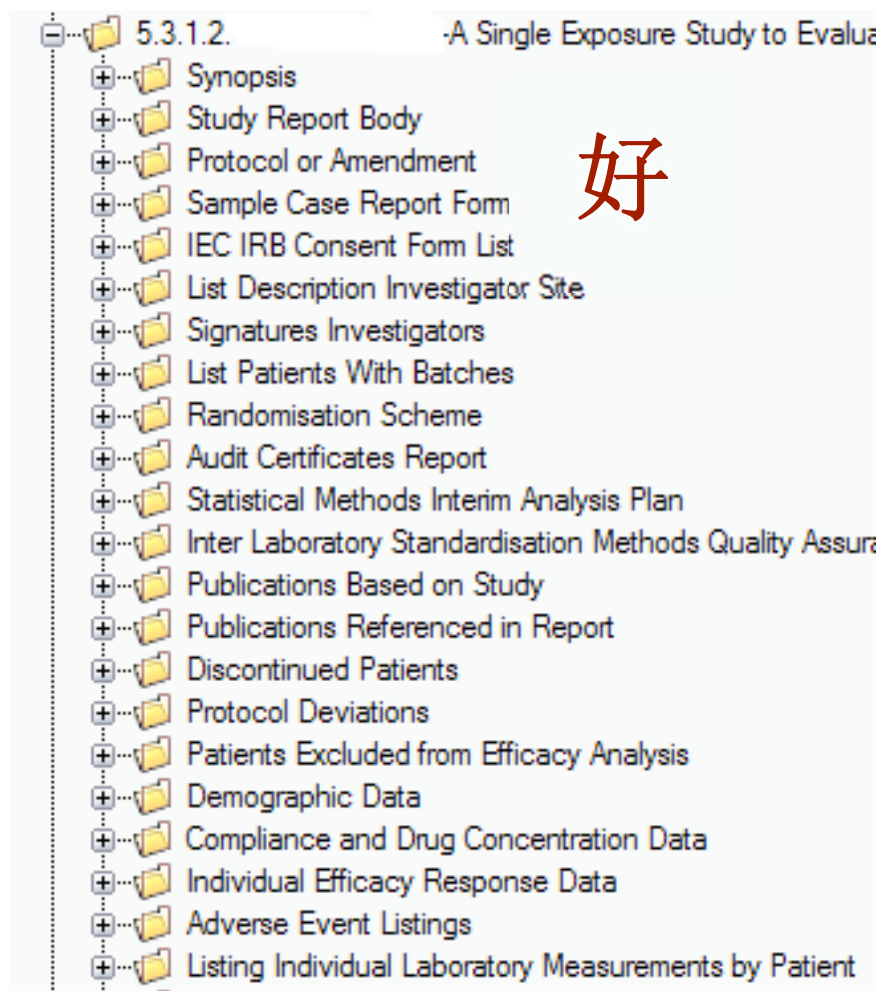 5.3.1.2. -A Single Exposure Study to Evalua
Synopsis
Study Report Body
好
Protocol or Amendment
Sample Case Report Form
IEC IRB Consent Form List
List Description Investigator Site
Signatures Investigators
List Patients With Batches
Randomisation Scheme
Audit Certificates Report
Statistical Methods Interim Analysis Plan
Inter Laboratory Standardisation Methods Quality Assura
Publications Based on Study
Publications Referenced in Report
Discontinued Patients
Protocol Deviations
Patients Excluded from Efficacy Analysis
Demographic Data
Compliance and Drug Concentration Data
Individual Efficacy Response Data
Adverse Event Listings
Listing Individual Laboratory Measurements by Patient